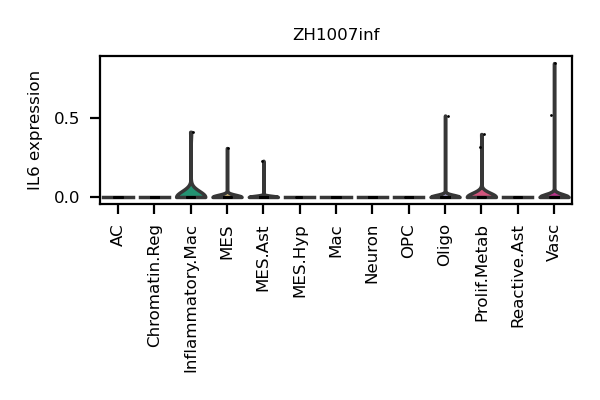 ZH1007inf
IL6 expression
0.5
0.0
AC
Chromatin.Reg
Inflammatory.Mac
MES
MES.Ast
MES.Hyp
Mac
Neuron
OPC
Oligo
Prolif.Metab
Reactive.Ast
Vasc